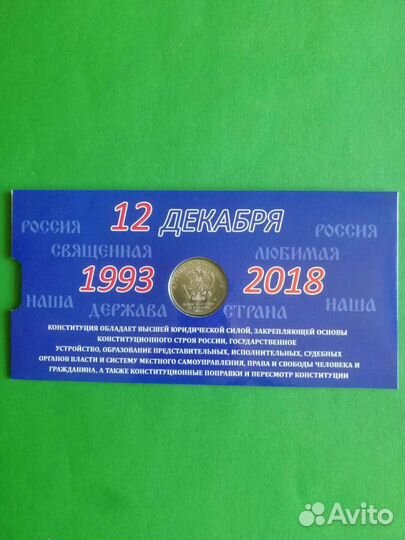 12 ДЕКАБРЯ
РОССИЯ РОССИЯ
СВЯЩЕННАЯ ЛЮБИМАЯ
1993 2018
НАША НАША
ДЕРЖАВА СТРАНА
КОНСТИТУЦИЯ ОБЛАДАЕТ ВЫСШЕЙ ЮРИДИЧЕСКОЙ СИЛОЙ, ЗАКРЕПЛЯЮЩЕЙ ОСНОВЫ
КОНСТИТУЦИОННОГО СТРОЯ РОССИИ, ГОСУДАРСТВЕННОЕ
УСТРОЙСТВО, ОБРАЗОВАНИЕ ПРЕДСТАВИТЕЛЬНЫХ, ИСПОЛНИТЕЛЬНЫХ, СУДЕБНЫХ
ОРГАНОВ ВЛАСТИ И СИСТЕМУ МЕСТНОГО САМОУПРАВЛЕНИЯ, ПРАВА И СВОБОДЫ ЧЕЛОВЕКА И
ГРАЖДАНИНА, А ТАКЖЕ КОНСТИТУЦИОННЫЕ ПОПРАВКИ И ПЕРЕСМОТР КОНСТИТУЦИИ
Avito